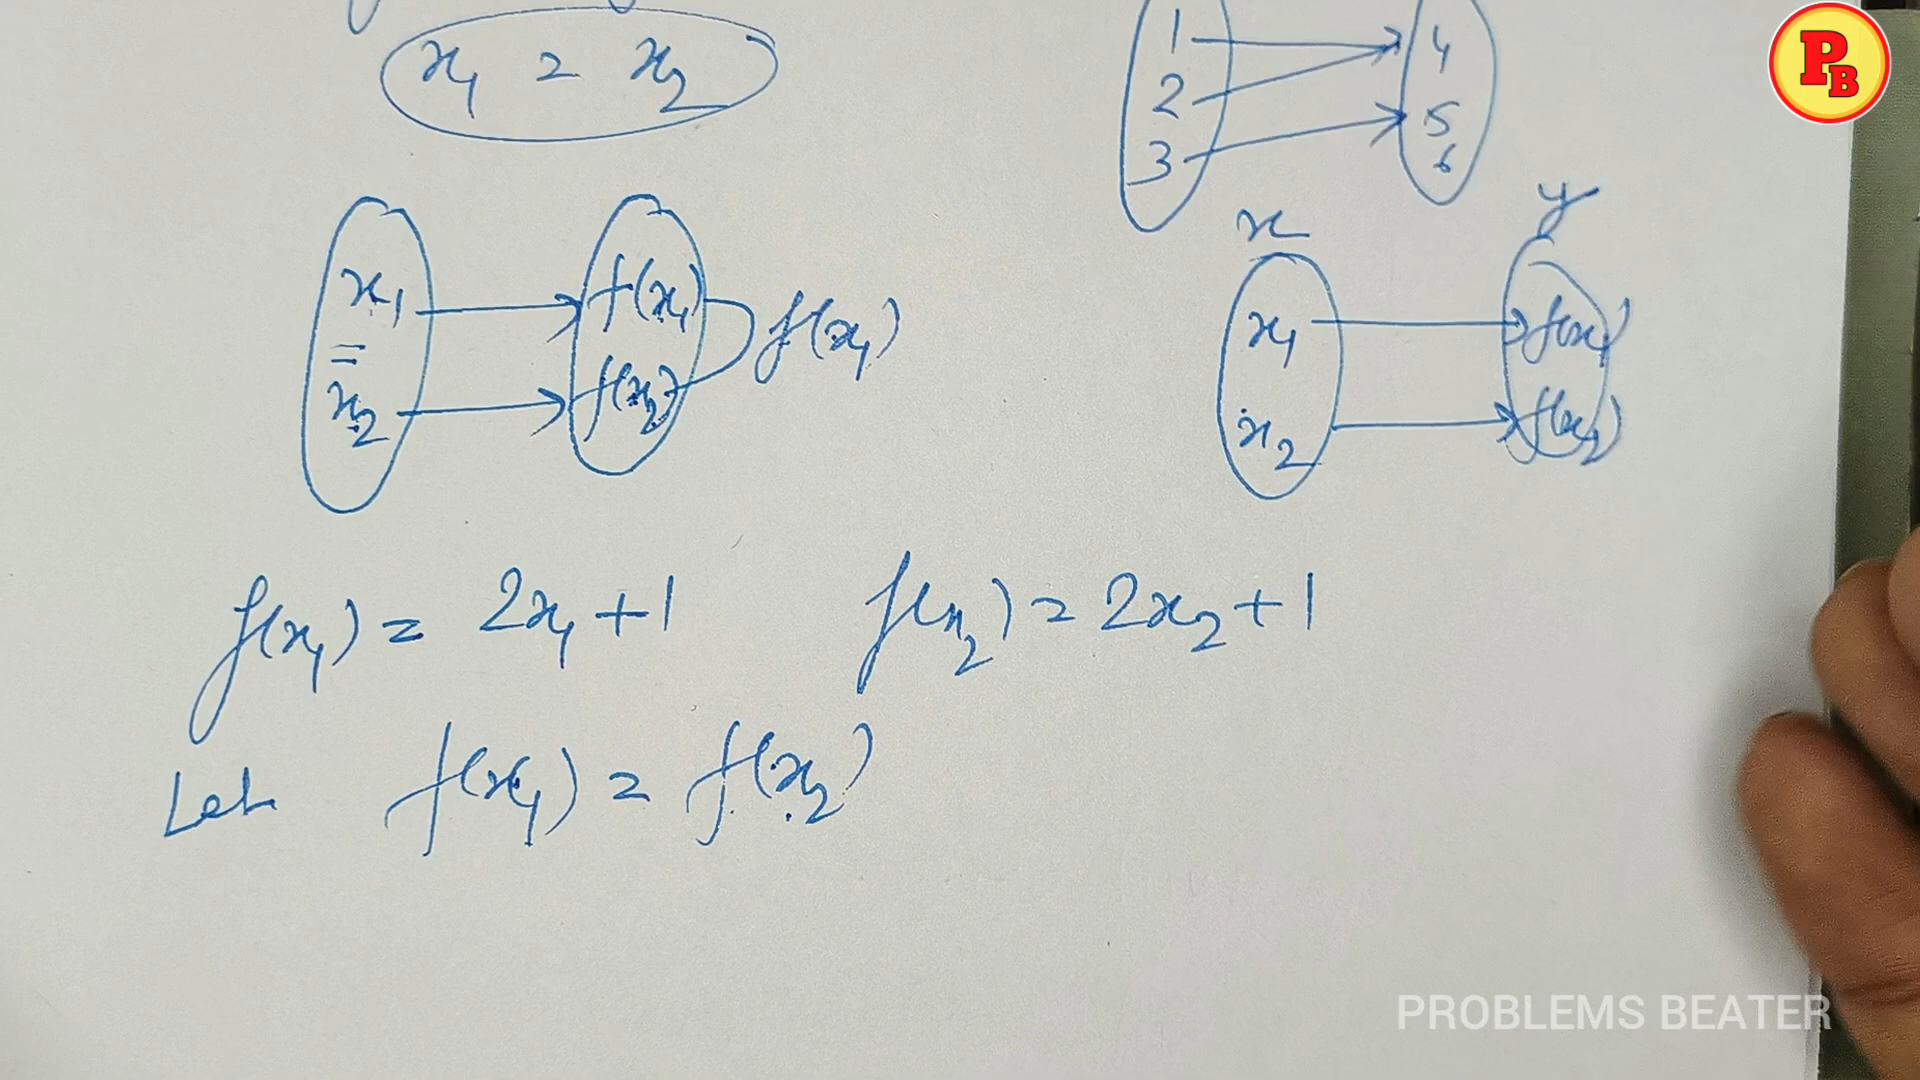 x₁ = x₂
1 4
2 5
3 6
x y
x₁ f(x₁) f(x₁)
=
x₂ f(x₂)
x₁ f(x₁)
x₂ f(x₂)
f(x₁) = 2x₁ + 1 f(x₂) = 2x₂ + 1
Let f(x₁) = f(x₂)
PB
PROBLEMS BEATER